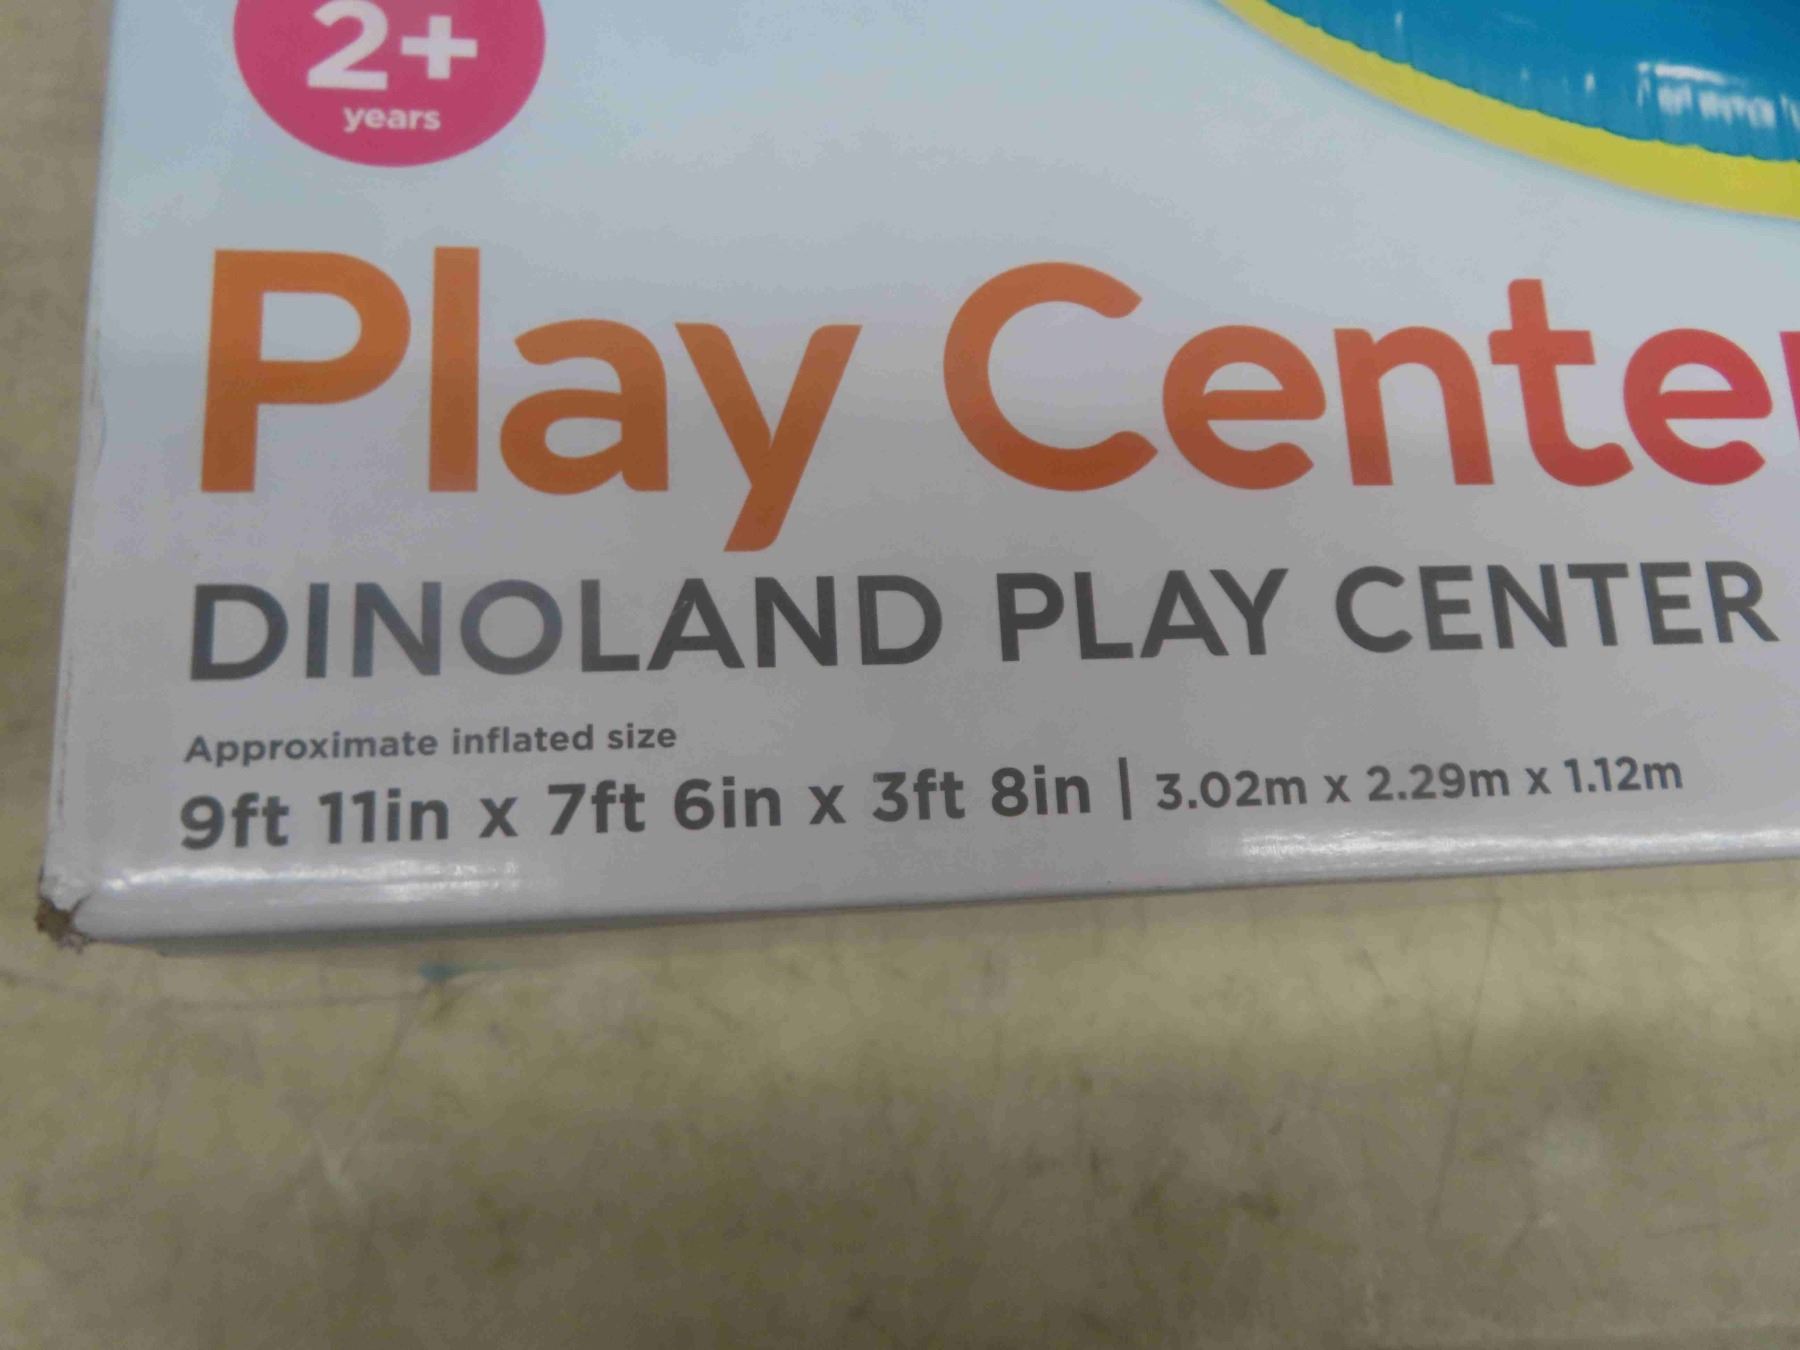 2+
years
Play Center
DINOLAND PLAY CENTER
Approximate inflated size
9ft 11in x 7ft 6in x 3ft 8in | 3.02m x 2.29m x 1.12m